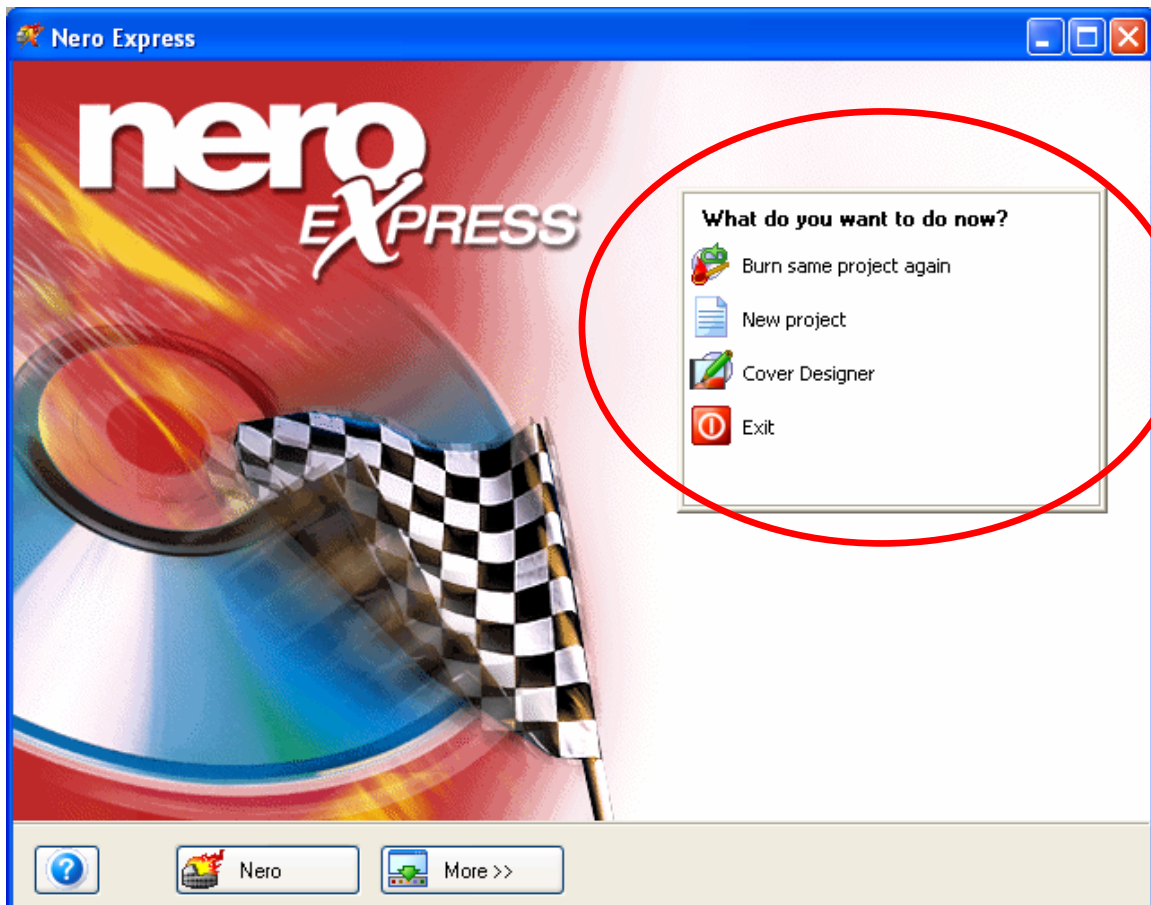 Nero Express
nero
EXPRESS
What do you want to do now?
Burn same project again
New project
Cover Designer
Exit
Nero
More >>